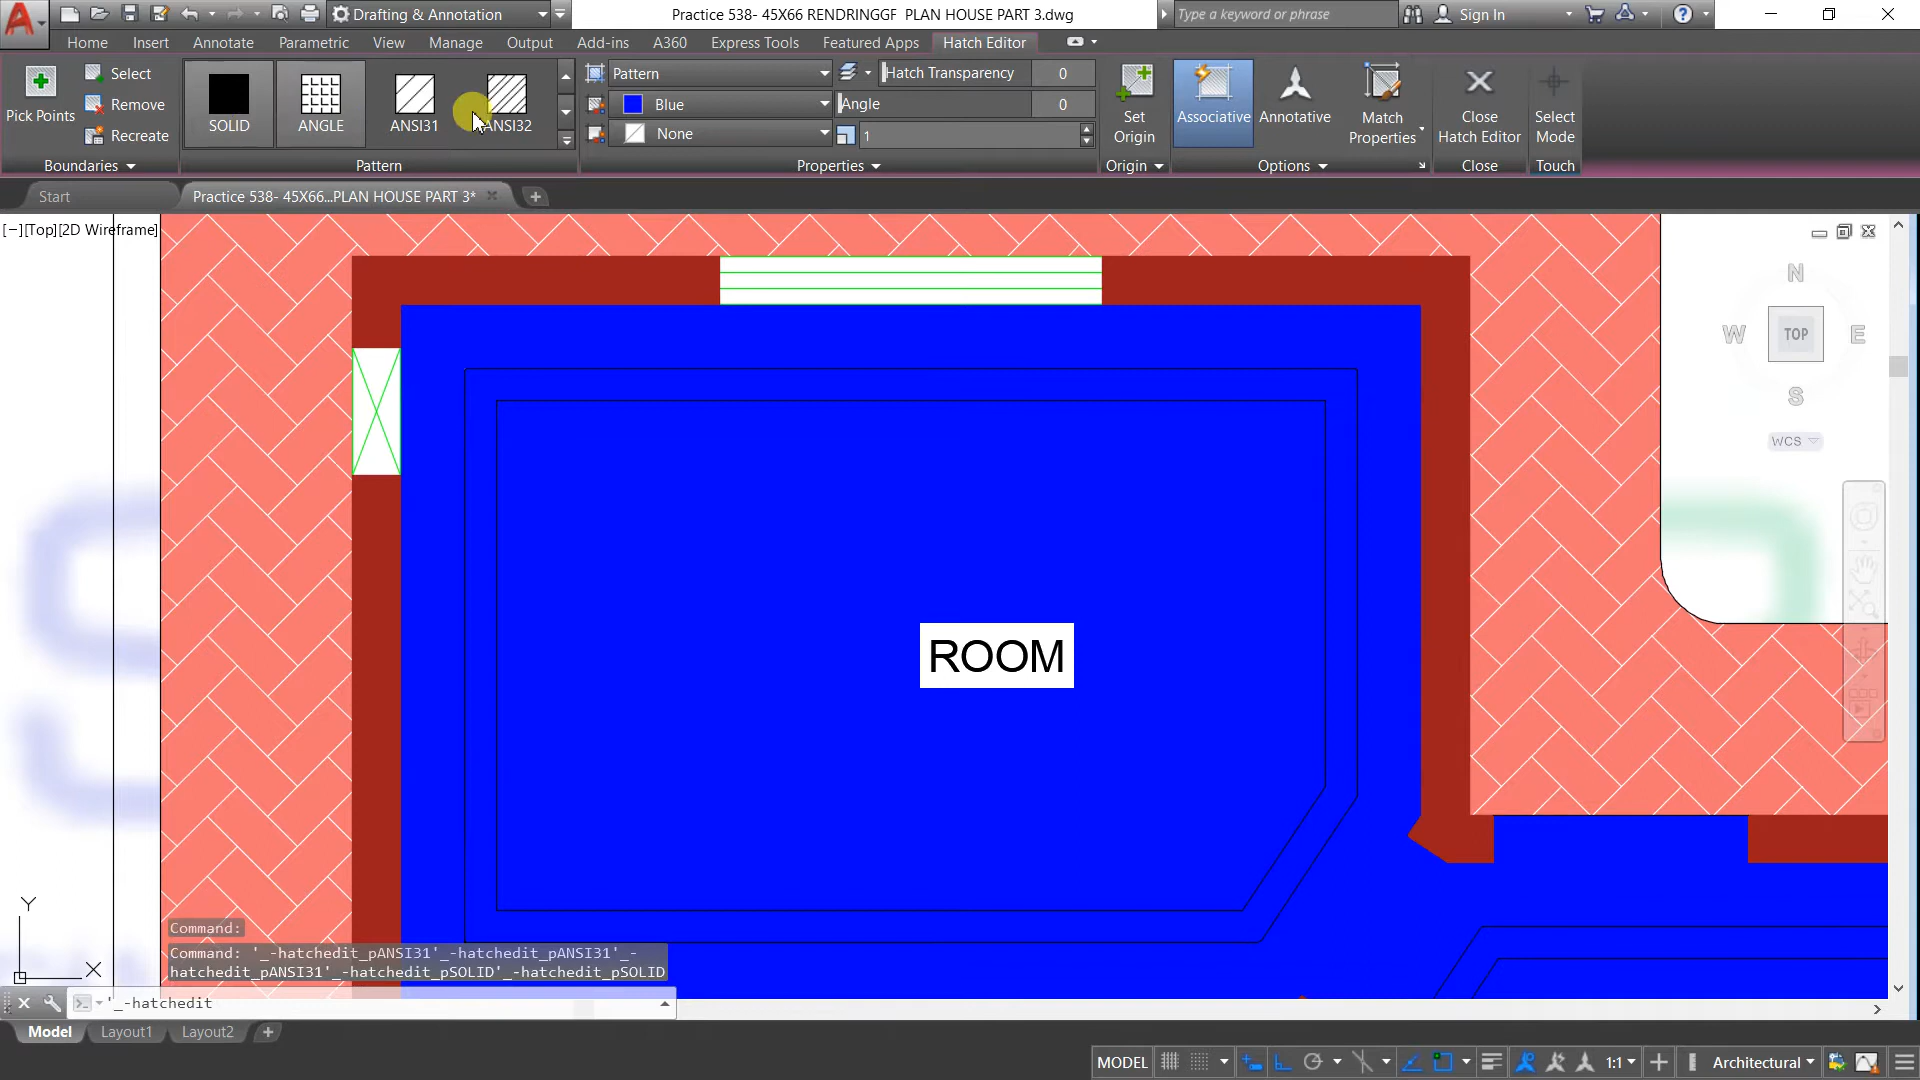 Drafting & Annotation
Practice 538- 45X66 RENDRINGGF  PLAN HOUSE PART 3.dwg
Type a keyword or phrase
Sign In
Home Insert Annotate Parametric View Manage Output Add-ins A360 Express Tools Featured Apps Hatch Editor
Pick Points
Select
Remove
Recreate
Boundaries
SOLID
ANGLE
ANSI31
ANSI32
Pattern
Pattern
Blue
None
Hatch Transparency 0
Angle 0
1
Properties
Set
Origin
Origin
Associative
Annotative
Match
Properties
Options
Close
Hatch Editor
Close
Select
Mode
Touch
Start
Practice 538- 45X66...PLAN HOUSE PART 3*
[−][Top][2D Wireframe]
N
W
TOP
E
S
WCS
ROOM
Y
X
Command:
Command: '_-hatchedit_pANSI31'_-hatchedit_pANSI31'_-
hatchedit_pANSI31'_-hatchedit_pSOLID'_-hatchedit_pSOLID
'_-hatchedit
Model Layout1 Layout2
MODEL
1:1
Architectural